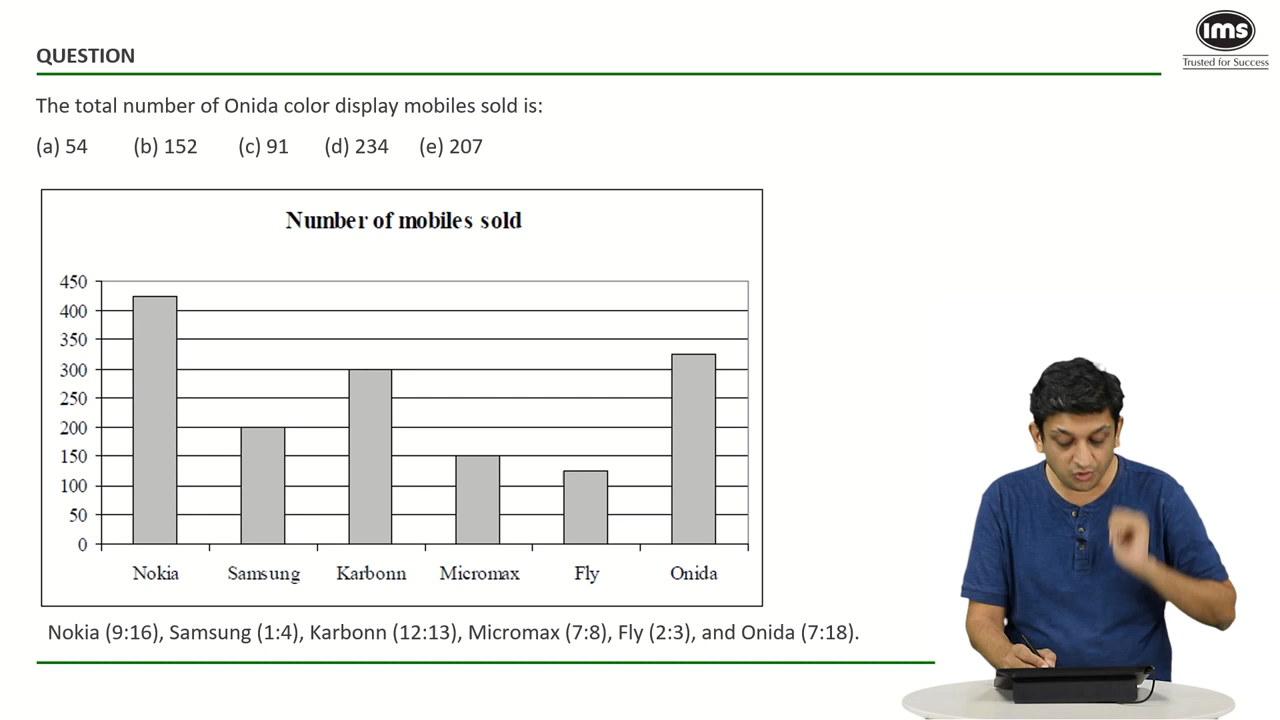 ims
Trusted for Success
QUESTION
The total number of Onida color display mobiles sold is:
(a) 54 (b) 152 (c) 91 (d) 234 (e) 207
Number of mobiles sold
450
400
350
300
250
200
150
100
50
0
Nokia Samsung Karbonn Micromax Fly Onida
Nokia (9:16), Samsung (1:4), Karbonn (12:13), Micromax (7:8), Fly (2:3), and Onida (7:18).